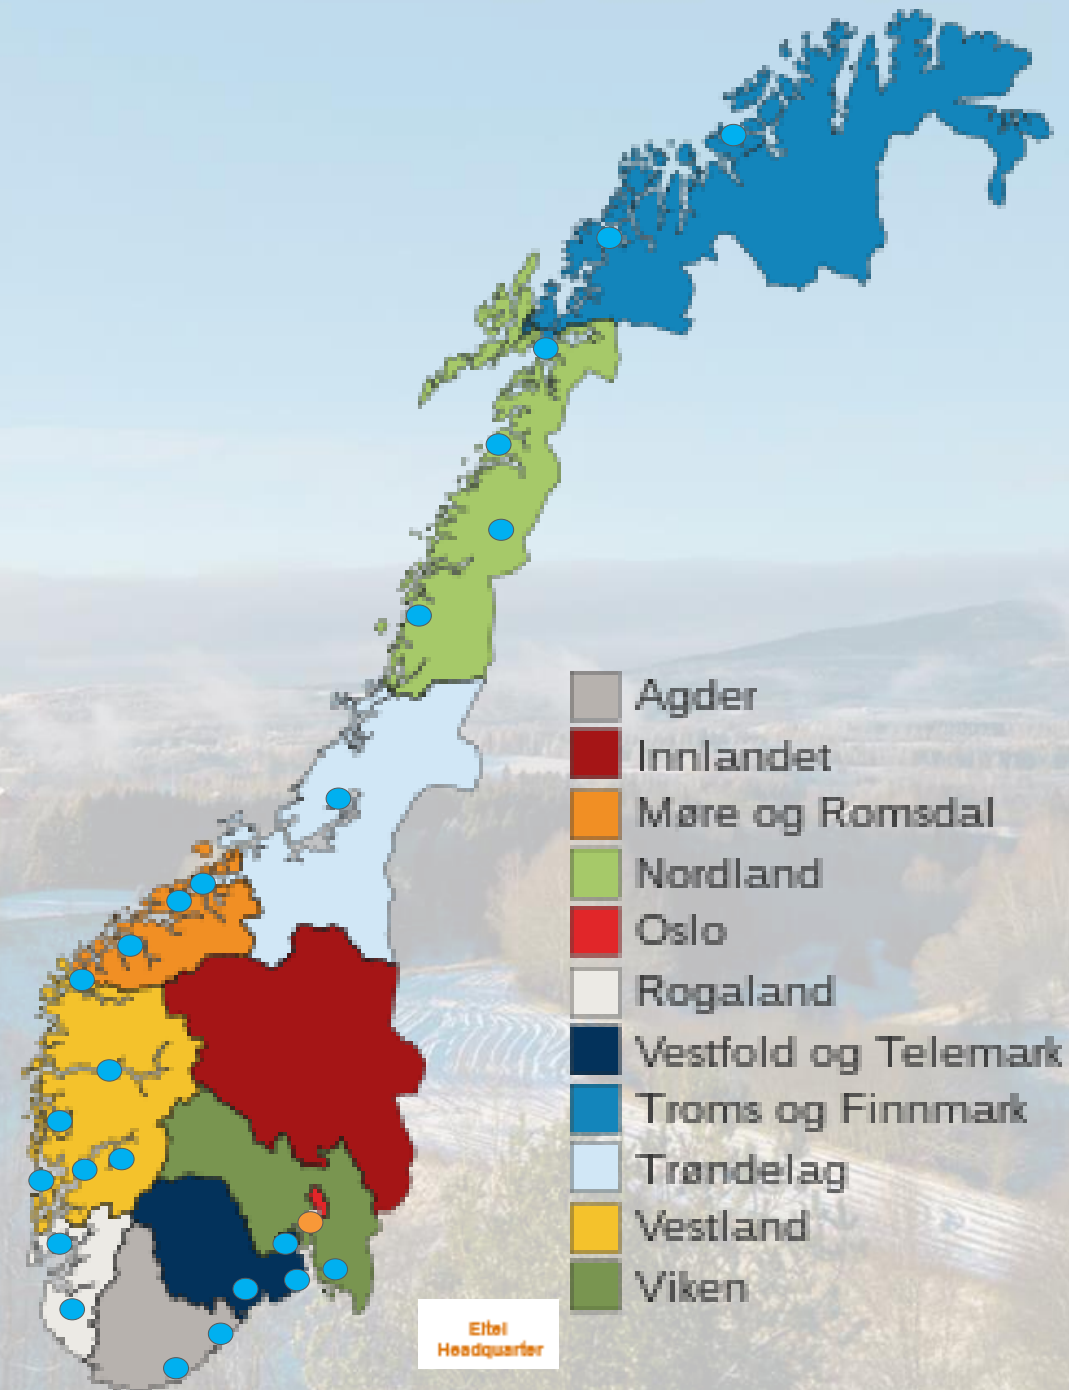 Agder
Innlandet
Møre og Romsdal
Nordland
Oslo
Rogaland
Vestfold og Telemark
Troms og Finnmark
Trøndelag
Vestland
Viken
Eltel
Headquarter